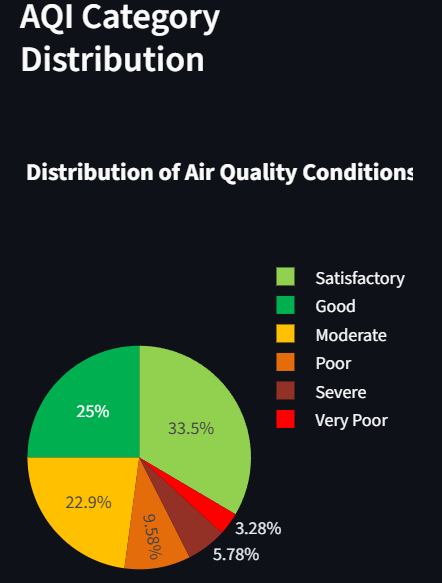 AQI Category
Distribution
Distribution of Air Quality Conditions
Satisfactory
Good
Moderate
Poor
Severe
Very Poor
25%
33.5%
22.9%
9.58%
3.28%
5.78%